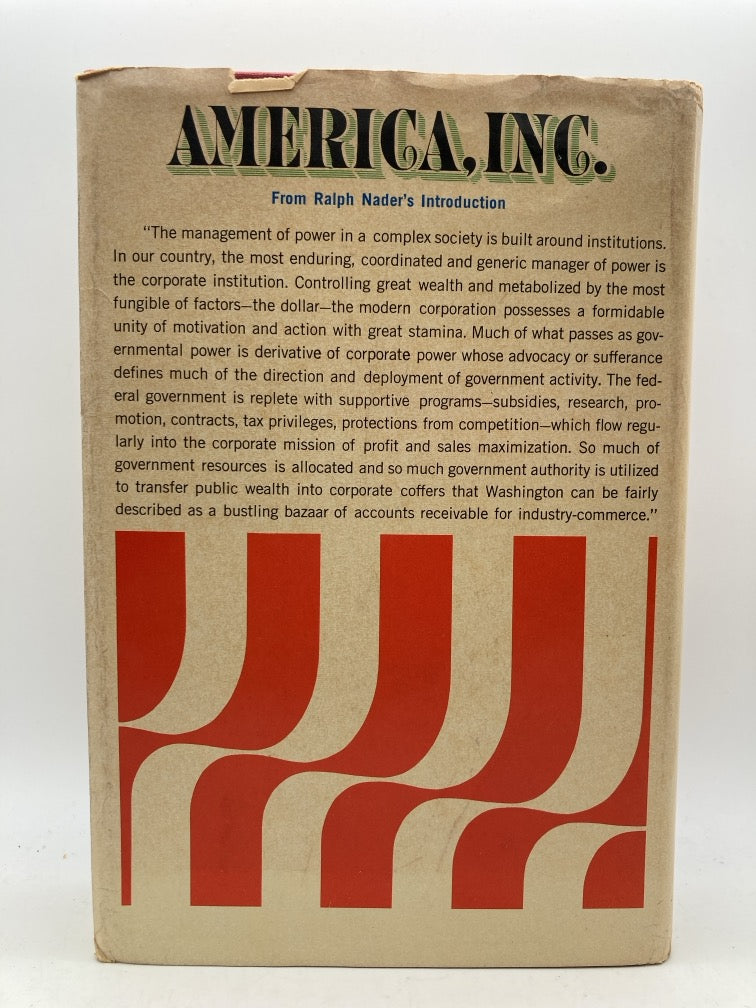 AMERICA, INC.
From Ralph Nader's Introduction
“The management of power in a complex society is built around institutions.
In our country, the most enduring, coordinated and generic manager of power is
the corporate institution. Controlling great wealth and metabolized by the most
fungible of factors—the dollar—the modern corporation possesses a formidable
unity of motivation and action with great stamina. Much of what passes as gov-
ernmental power is derivative of corporate power whose advocacy or sufferance
defines much of the direction and deployment of government activity. The fed-
eral government is replete with supportive programs—subsidies, research, pro-
motion, contracts, tax privileges, protections from competition—which flow regu-
larly into the corporate mission of profit and sales maximization. So much of
government resources is allocated and so much government authority is utilized
to transfer public wealth into corporate coffers that Washington can be fairly
described as a bustling bazaar of accounts receivable for industry-commerce.”